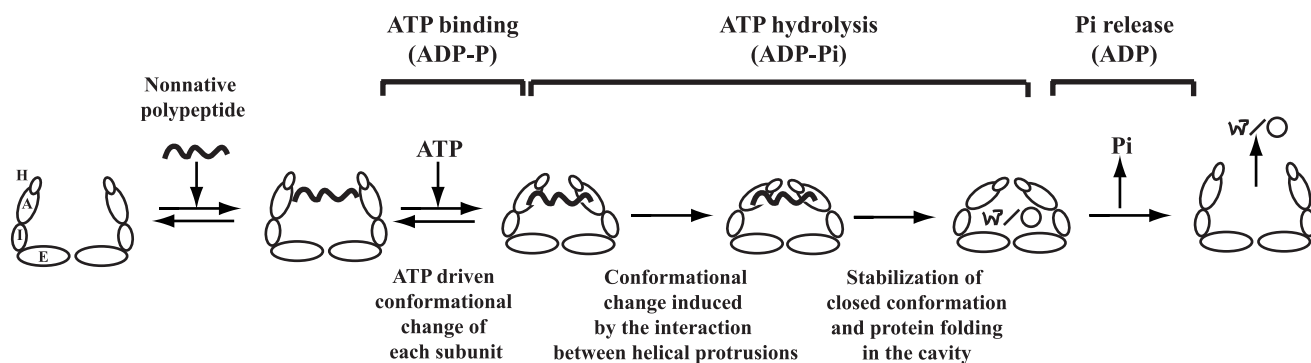 ATP binding
(ADP-P)
ATP hydrolysis
(ADP-Pi)
Pi release
(ADP)
Nonnative
polypeptide
ATP
Pi
H
A
I
E
ATP driven
conformational
change of
each subunit
Conformational
change induced
by the interaction
between helical protrusions
Stabilization of
closed conformation
and protein folding
in the cavity